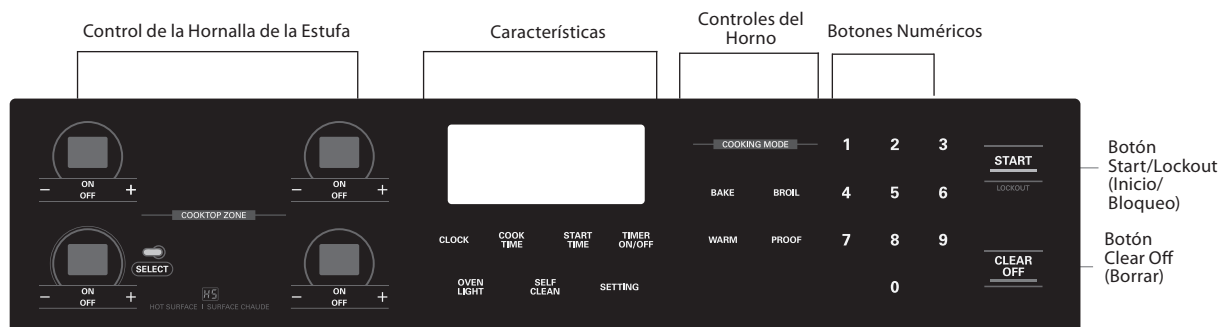 Control de la Hornalla de la Estufa
Características
Controles del
Horno
Botones Numéricos
ON
OFF
- +
ON
OFF
- +
COOKTOP ZONE
SELECT
ON
OFF
- +
HS
HOT SURFACE | SURFACE CHAUDE
ON
OFF
- +
CLOCK
COOK
TIME
START
TIME
TIMER
ON/OFF
OVEN
LIGHT
SELF
CLEAN
SETTING
COOKING MODE
BAKE BROIL
WARM PROOF
1 2 3
4 5 6
7 8 9
0
START
LOCKOUT
CLEAR
OFF
Botón
Start/Lockout
(Inicio/
Bloqueo)
Botón
Clear Off
(Borrar)